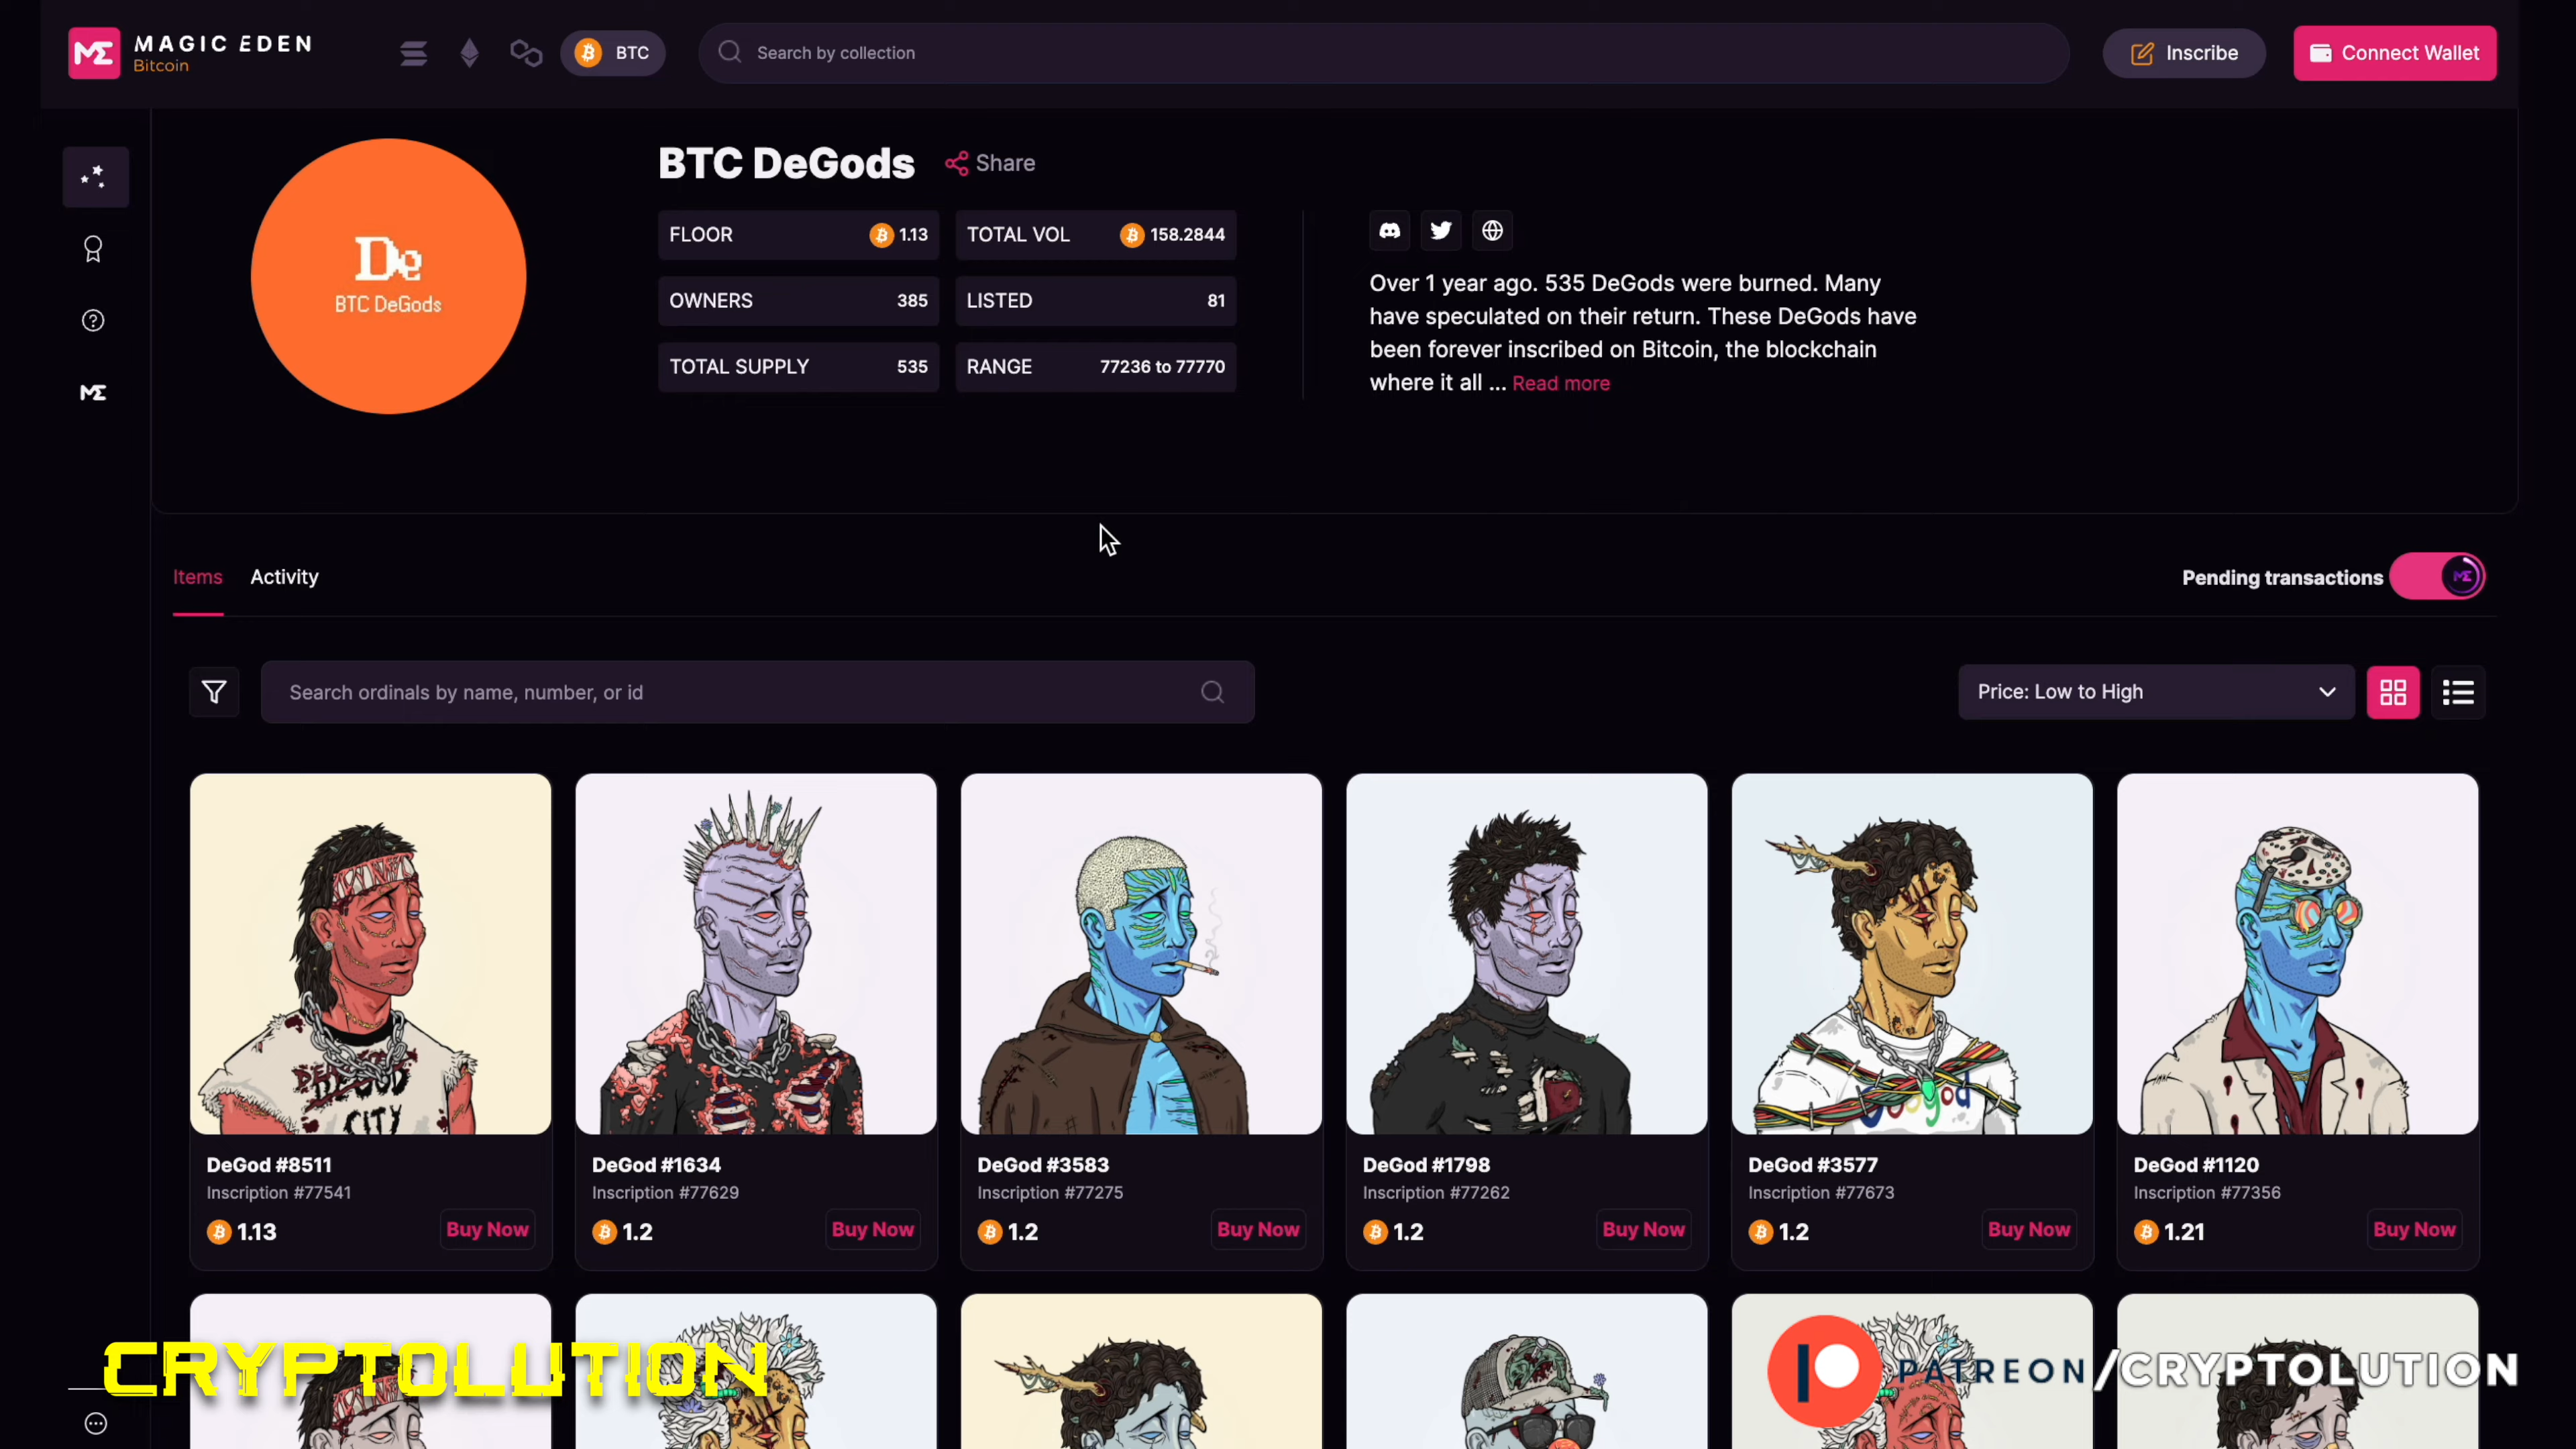 MAGIC EDEN
Bitcoin
BTC
Search by collection
Inscribe
Connect Wallet
De
BTC DeGods
BTC DeGods
Share
FLOOR 1.13
TOTAL VOL 158.2844
OWNERS 385
LISTED 81
TOTAL SUPPLY 535
RANGE 77236 to 77770
Over 1 year ago. 535 DeGods were burned. Many
have speculated on their return. These DeGods have
been forever inscribed on Bitcoin, the blockchain
where it all ... Read more
Items Activity
Pending transactions
Search ordinals by name, number, or id
Price: Low to High
DeGod #8511
Inscription #77541
1.13 Buy Now
DeGod #1634
Inscription #77629
1.2 Buy Now
DeGod #3583
Inscription #77275
1.2 Buy Now
DeGod #1798
Inscription #77262
1.2 Buy Now
DeGod #3577
Inscription #77673
1.2 Buy Now
DeGod #1120
Inscription #77356
1.21 Buy Now
CRYPTOLUTION
PATREON/CRYPTOLUTION